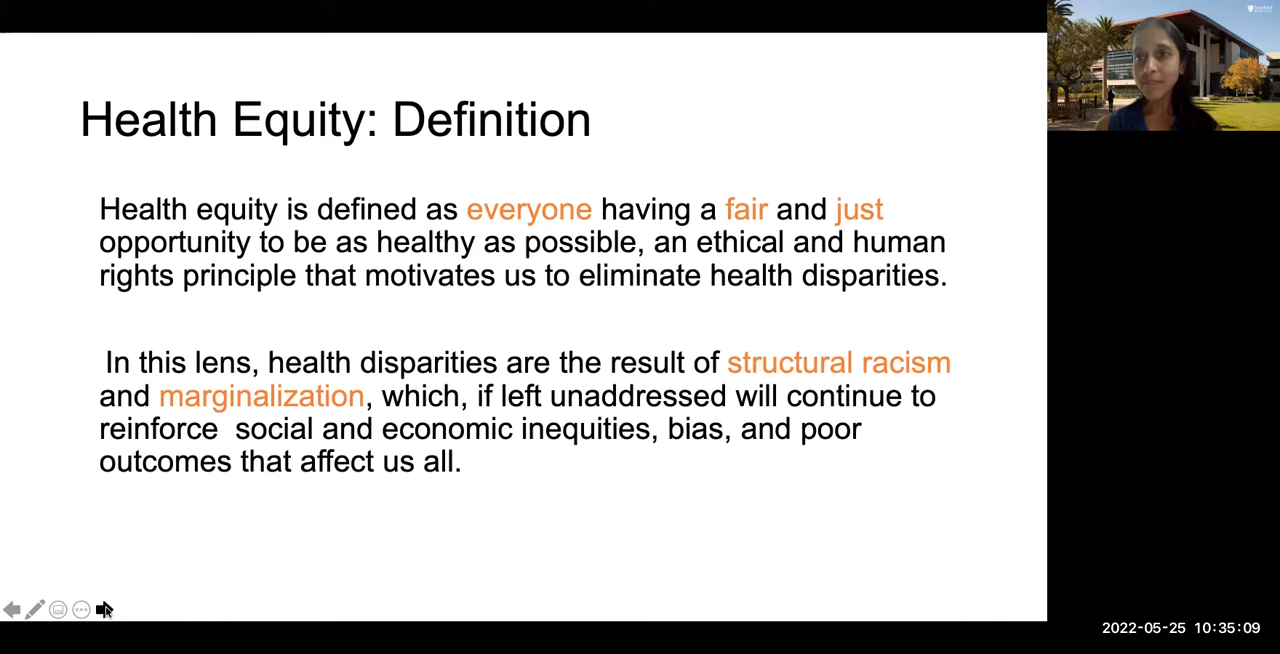 Health Equity: Definition
Health equity is defined as everyone having a fair and just
opportunity to be as healthy as possible, an ethical and human
rights principle that motivates us to eliminate health disparities.
In this lens, health disparities are the result of structural racism
and marginalization, which, if left unaddressed will continue to
reinforce  social and economic inequities, bias, and poor
outcomes that affect us all.
2022-05-25 10:35:09